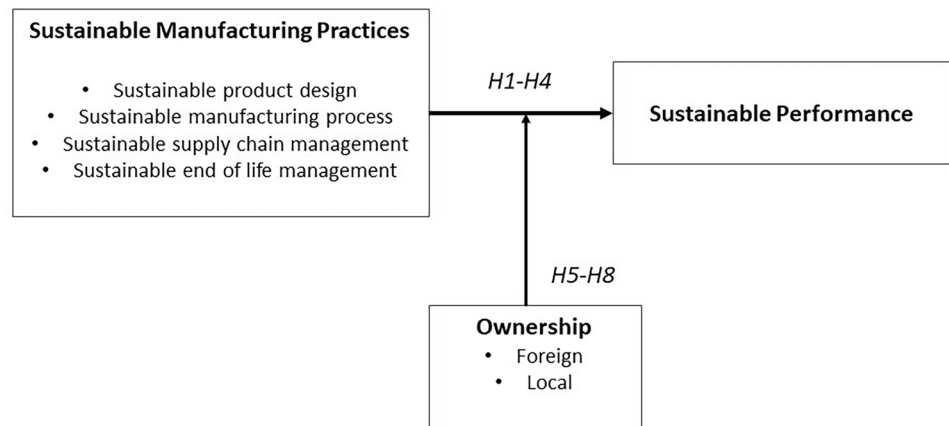 Sustainable Manufacturing Practices
• Sustainable product design
• Sustainable manufacturing process
• Sustainable supply chain management
• Sustainable end of life management
H1-H4
Sustainable Performance
H5-H8
Ownership
• Foreign
• Local